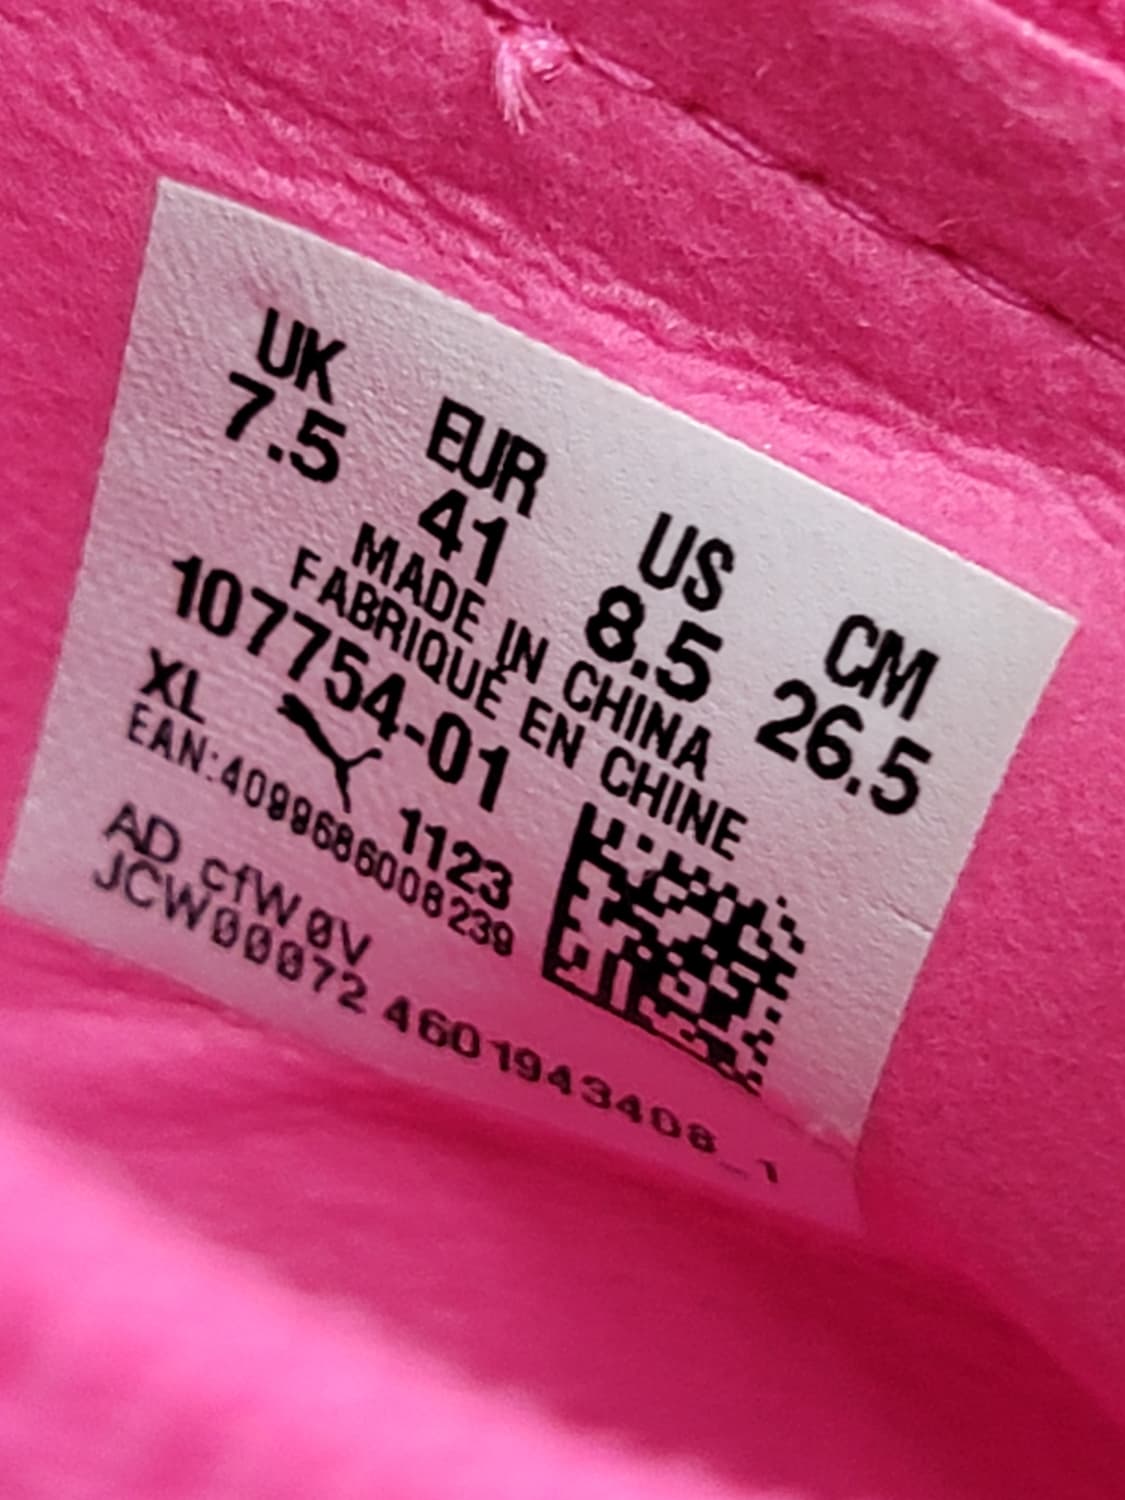 UK EUR US CM
7.5 41 8.5 26.5
MADE IN CHINA
FABRIQUÉ EN CHINE
107754-01
XL 1123
EAN:4099686008239
AD cfW0V
JCW00072 4601943408_1